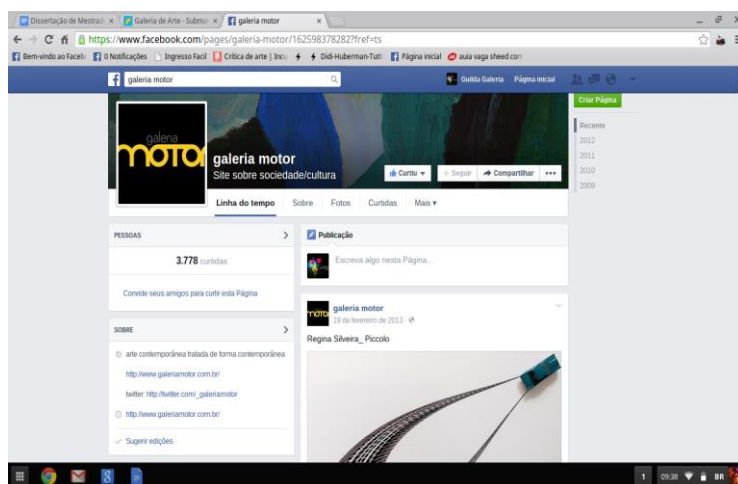 Dissertação de Mestrad
Galeria de Arte - Subma
galeria motor
https://www.facebook.com/pages/galeria-motor/162598378282?fref=ts
Bem-vindo ao Facebo
0 Notificações
Ingresso Facil
Crítica de arte | Inc
Didi-Huberman-Tut
Página inicial
aula vaga sheed com
galeria motor
Guilda Galeria Página inicial
Criar Página
Recente
2012
2011
2010
2009
galeria
MOTOR
galeria motor
Site sobre sociedade/cultura
Curtiu
Seguir
Compartilhar
Linha do tempo Sobre Fotos Curtidas Mais
PESSOAS
3.778 curtidas
Convide seus amigos para curtir esta Página
SOBRE
arte contemporânea tratada de forma contemporânea
http://www.galeriamotor.com.br/
twitter: http://twitter.com/_galeriamotor
http://www.galeriamotor.com.br/
Sugerir edições
Publicação
Escreva algo nesta Página...
galeria motor
19 de fevereiro de 2013
Regina Silveira_ Piccolo
1 09:38 BR